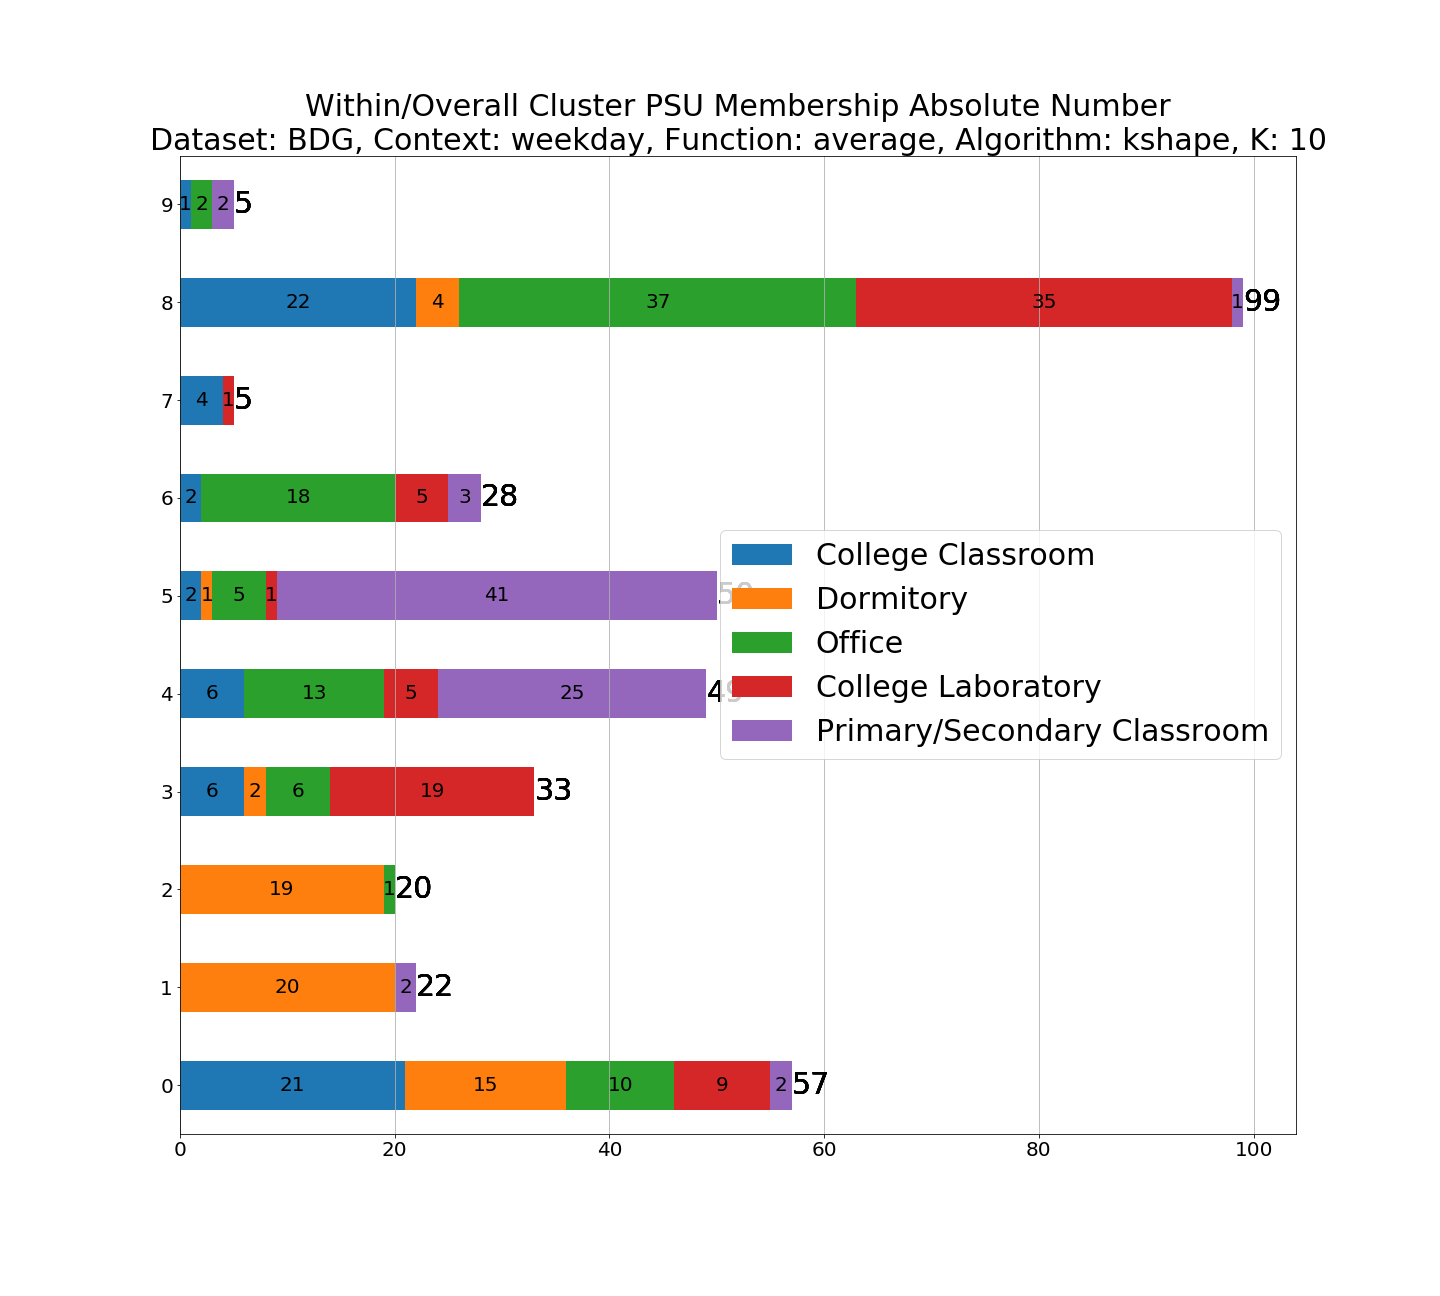 Within/Overall Cluster PSU Membership Absolute Number
Dataset: BDG, Context: weekday, Function: average, Algorithm: kshape, K: 10
9 1 2 2 5
8 22 4 37 35 1 99
7 4 1 5
6 2 18 5 3 28
College Classroom
5 2 1 5 1 41 50
Dormitory
Office
4 6 13 5 25 49
College Laboratory
Primary/Secondary Classroom
3 6 2 6 19 33
2 19 1 20
1 20 2 22
0 21 15 10 9 2 57
0 20 40 60 80 100